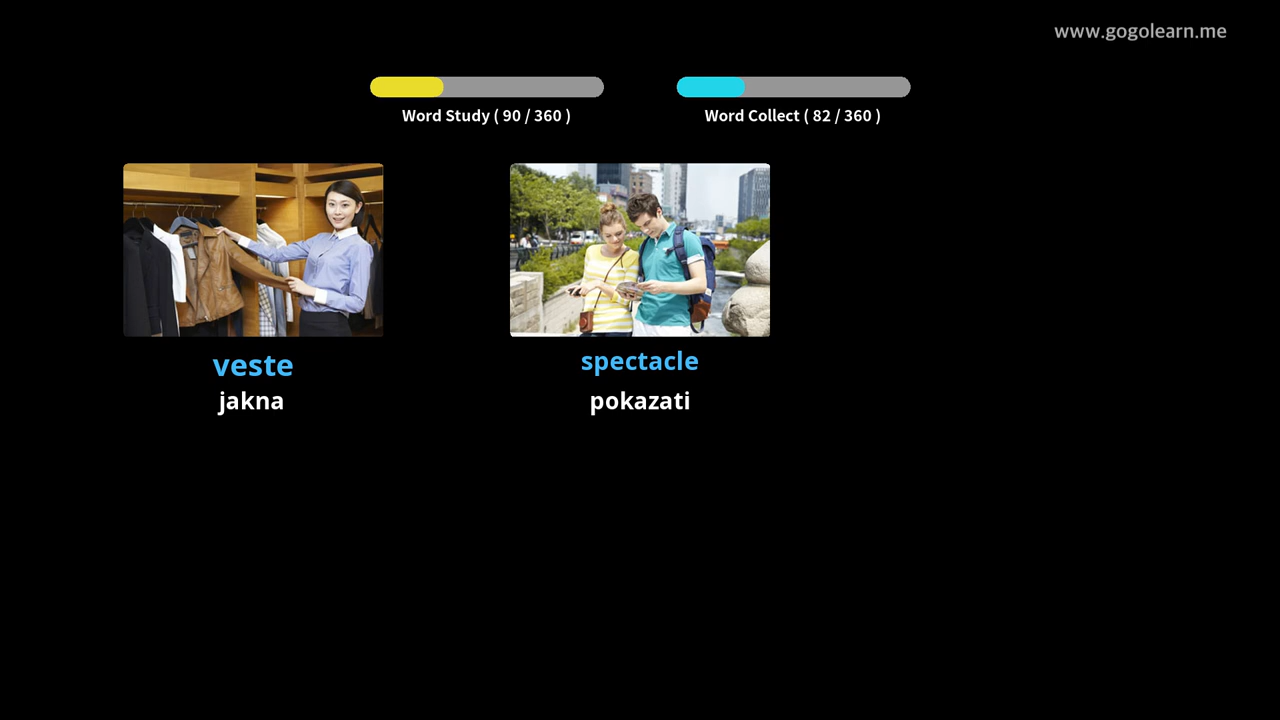 www.gogolearn.me
Word Study ( 90 / 360 )
Word Collect ( 82 / 360 )
veste
jakna
spectacle
pokazati